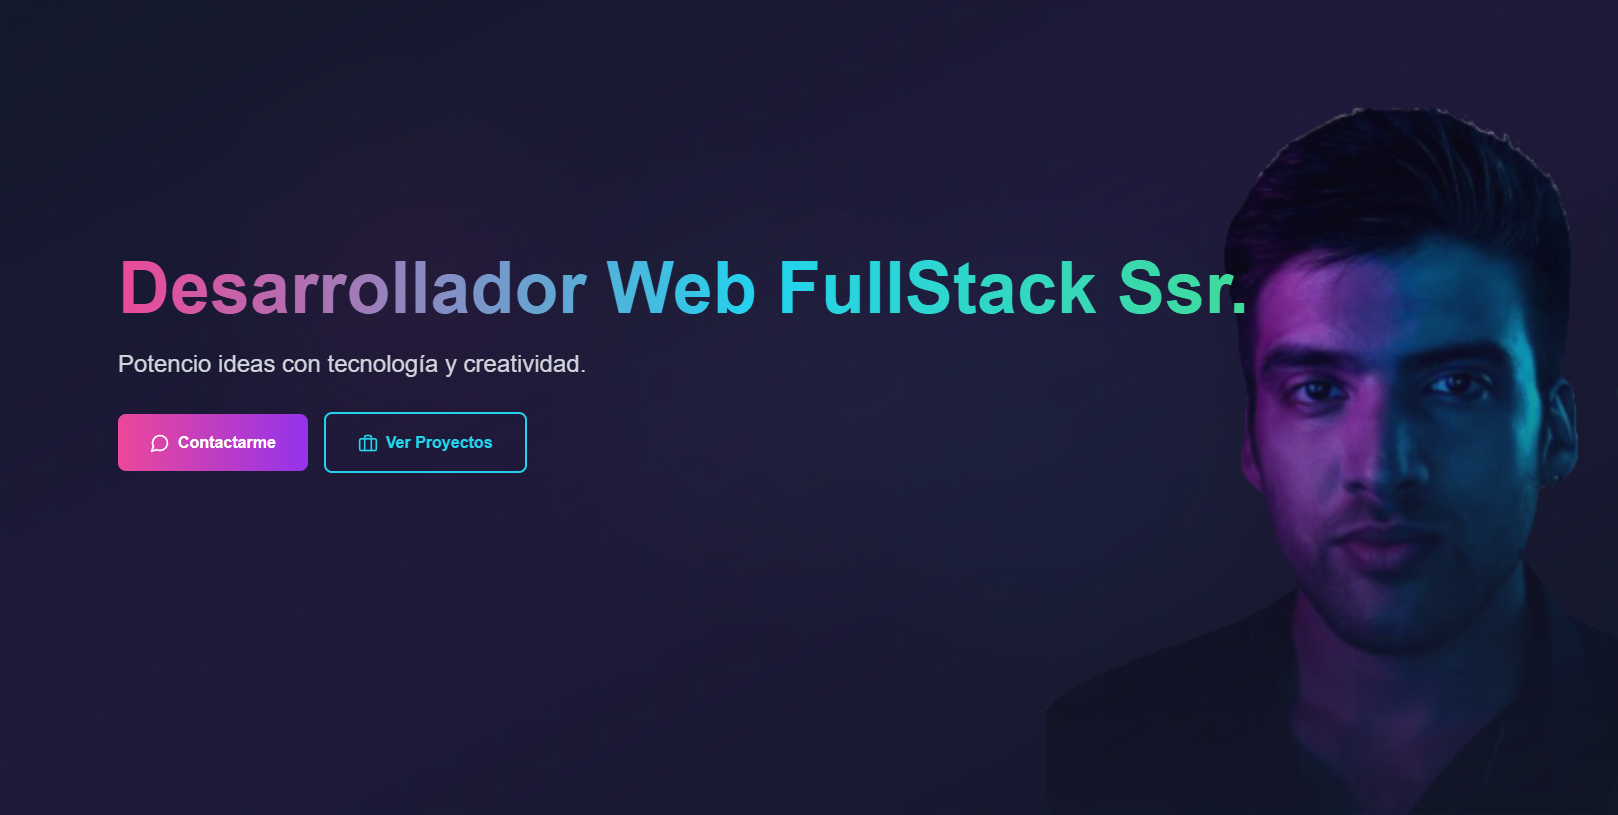 Desarrollador Web FullStack Ssr.
Potencio ideas con tecnología y creatividad.
Contactarme
Ver Proyectos